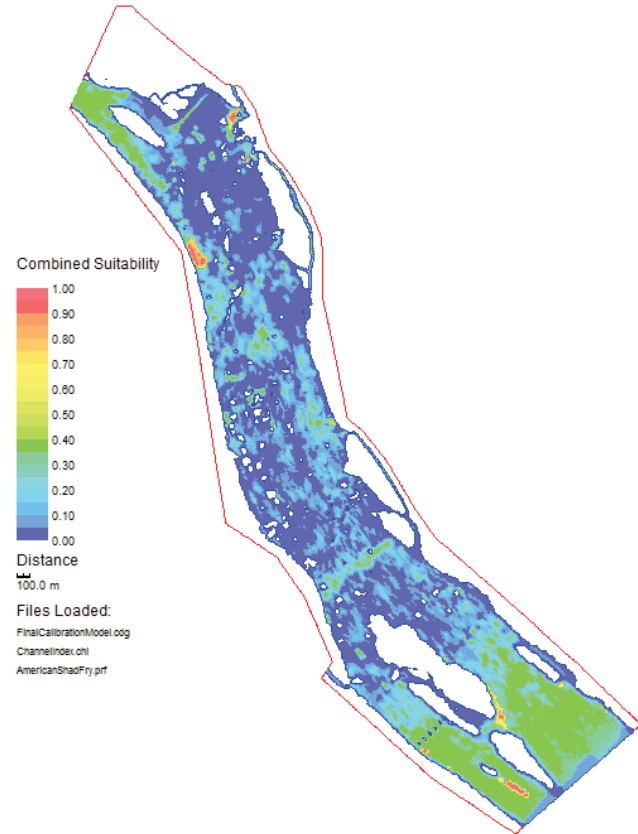 Combined Suitability
1.00
0.90
0.80
0.70
0.60
0.50
0.40
0.30
0.20
0.10
0.00
Distance
100.0 m
Files Loaded:
FinalCalibrationModel.cdg
ChannelIndex.chi
AmericanShadFry.prf